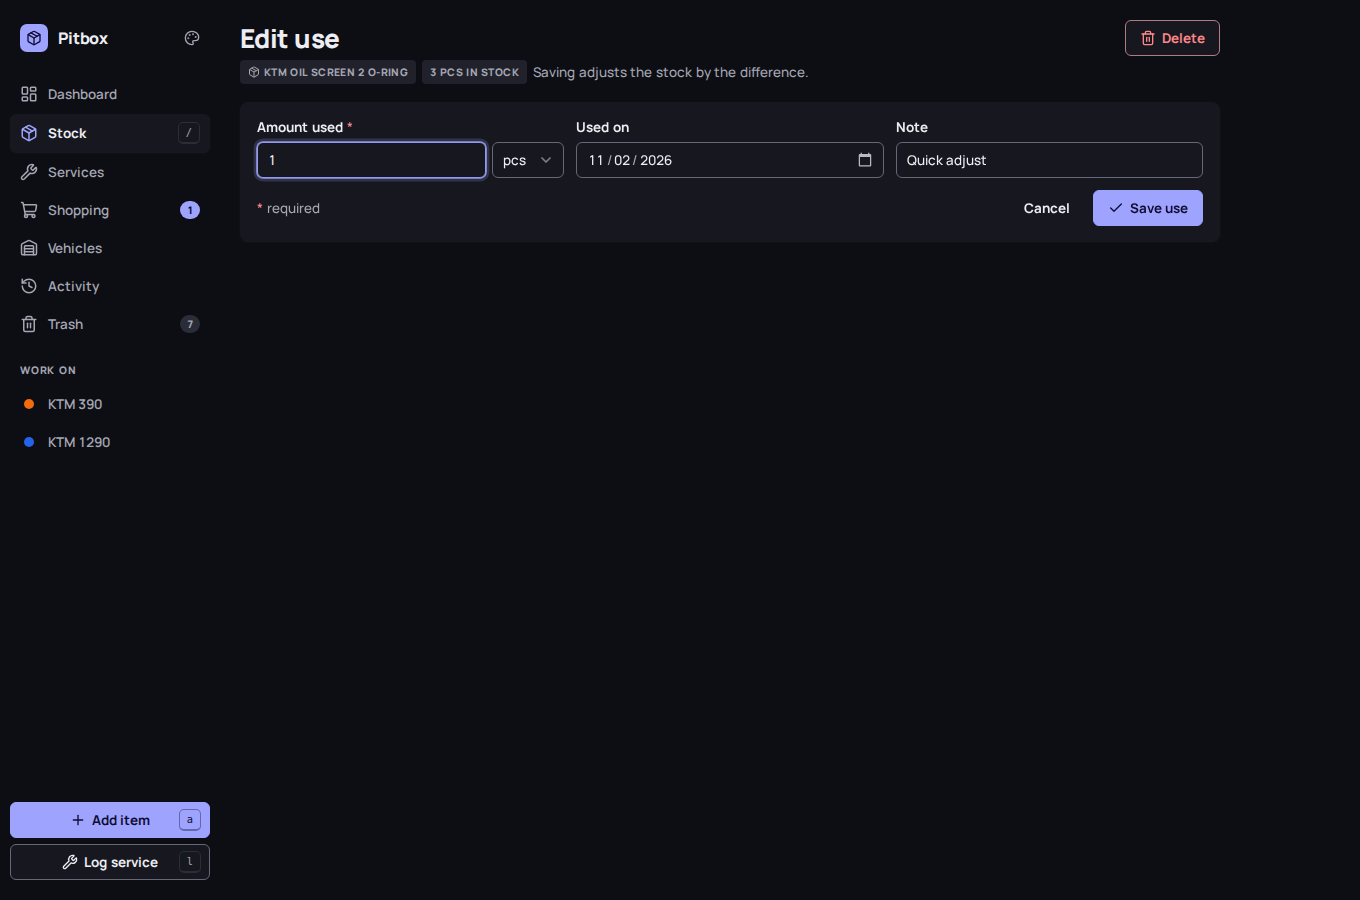 Pitbox
Dashboard
Stock /
Services
Shopping 1
Vehicles
Activity
Trash 7
WORK ON
KTM 390
KTM 1290
Add item a
Log service l
Edit use
Delete
KTM OIL SCREEN 2 O-RING 3 PCS IN STOCK Saving adjusts the stock by the difference.
Amount used * Used on Note
1 pcs 11/02/2026 Quick adjust
* required Cancel Save use